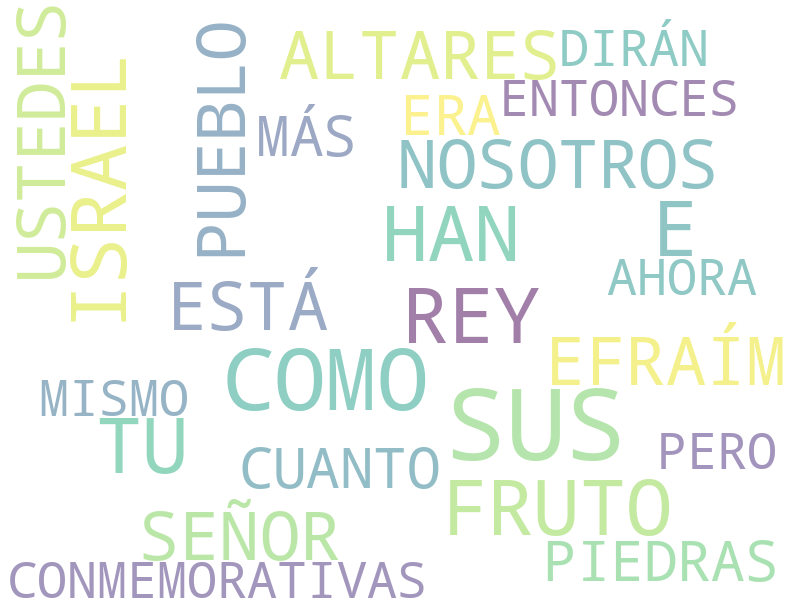 USTEDES
ISRAEL
PUEBLO
ALTARES
DIRÁN
MÁS
ERA
ENTONCES
NOSOTROS
HAN
E
AHORA
ESTÁ
REY
EFRAÍM
COMO
MISMO
SUS
TU
CUANTO
PERO
FRUTO
SEÑOR
PIEDRAS
CONMEMORATIVAS